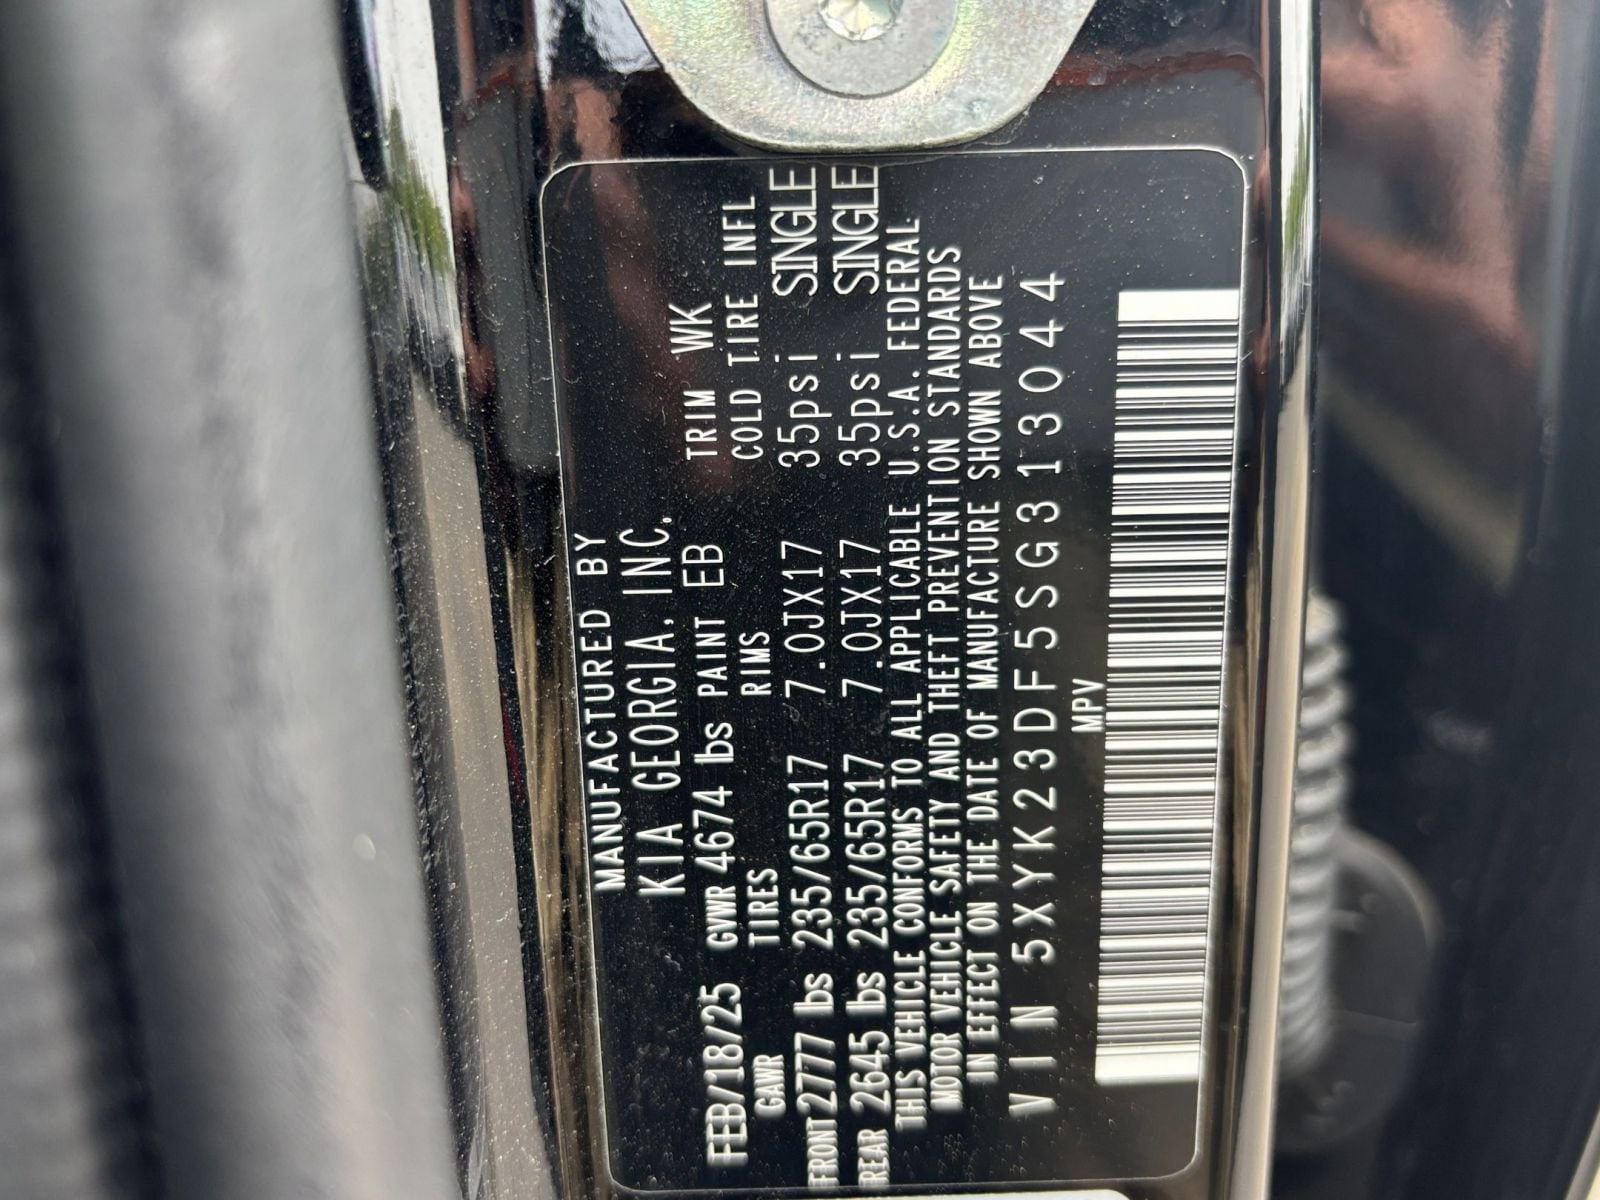 MANUFACTURED BY
KIA GEORGIA, INC.
FEB/18/25 GVWR 4674 lbs PAINT EB TRIM WK
GAWR TIRES RIMS COLD TIRE INFL
FRONT 2777 lbs 235/65R17 7.0JX17 35psi SINGLE
REAR 2645 lbs 235/65R17 7.0JX17 35psi SINGLE
THIS VEHICLE CONFORMS TO ALL APPLICABLE U.S.A. FEDERAL
MOTOR VEHICLE SAFETY AND THEFT PREVENTION STANDARDS
IN EFFECT ON THE DATE OF MANUFACTURE SHOWN ABOVE
VIN 5XYK23DF5SG313044
MPV